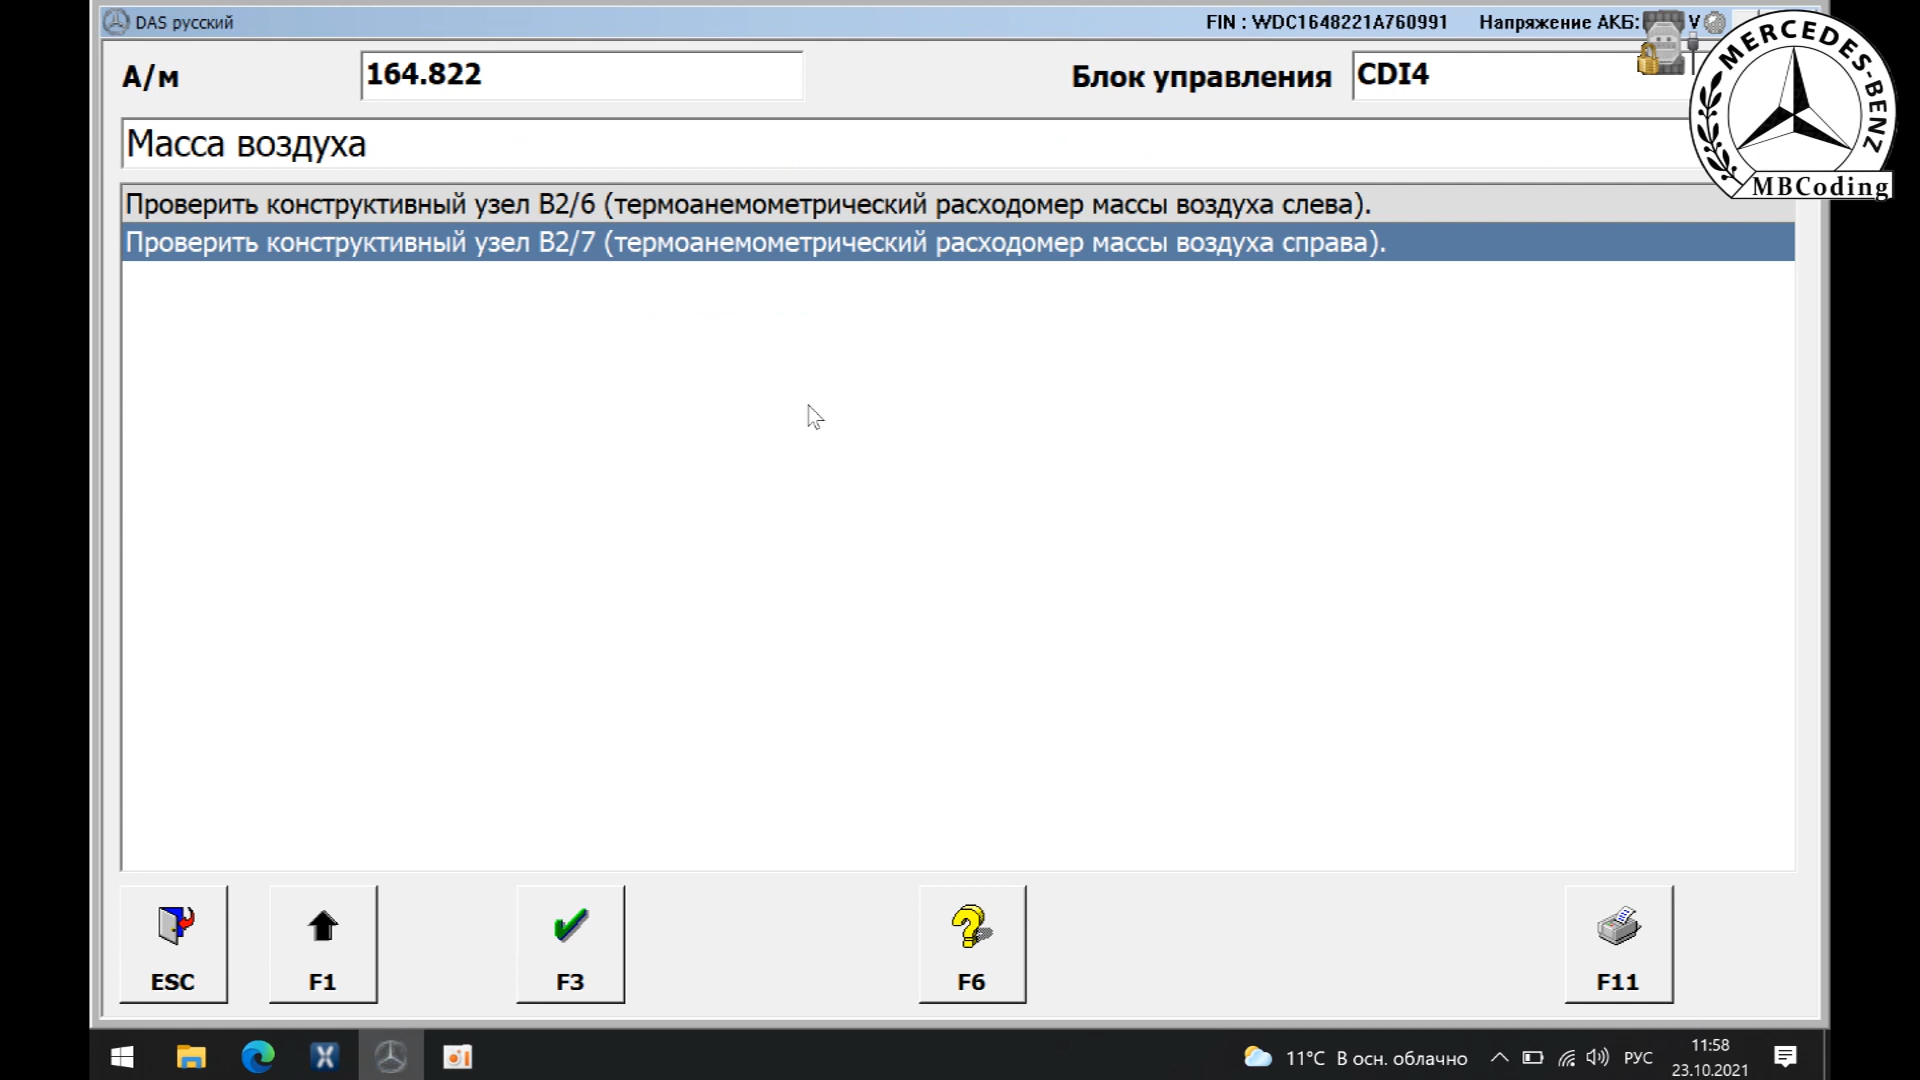 DAS русский
FIN : WDC1648221A760991 Напряжение АКБ: V
MERCEDES-BENZ
MBCoding
А/м 164.822 Блок управления CDI4
Масса воздуха
Проверить конструктивный узел B2/6 (термоанемометрический расходомер массы воздуха слева).
Проверить конструктивный узел B2/7 (термоанемометрический расходомер массы воздуха справа).
ESC F1 F3 F6 F11
11°C В осн. облачно РУС 11:58
23.10.2021